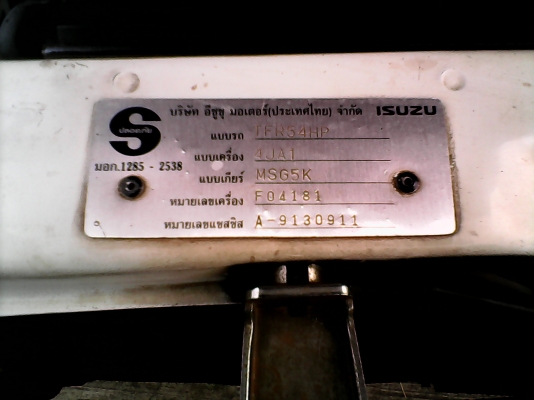 บริษัท อีซูซุ มอเตอร์(ประเทศไทย) จำกัด ISUZU
S
ปลอดภัย
มอก.1285 - 2538
แบบรถ TFR54HP
แบบเครื่อง 4JA1
แบบเกียร์ MSG5K
หมายเลขเครื่อง F04181
หมายเลขแชสซิส A-9130911